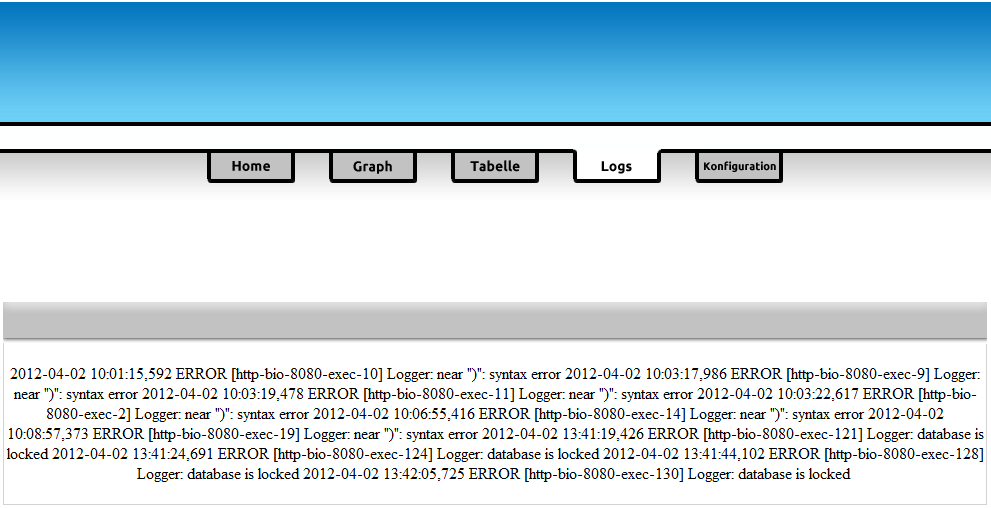 Home Graph Tabelle Logs Konfiguration
2012-04-02 10:01:15,592 ERROR [http-bio-8080-exec-10] Logger: near ")": syntax error 2012-04-02 10:03:17,986 ERROR [http-bio-8080-exec-9] Logger:
near ")": syntax error 2012-04-02 10:03:19,478 ERROR [http-bio-8080-exec-11] Logger: near ")": syntax error 2012-04-02 10:03:22,617 ERROR [http-bio-
8080-exec-2] Logger: near ")": syntax error 2012-04-02 10:06:55,416 ERROR [http-bio-8080-exec-14] Logger: near ")": syntax error 2012-04-02
10:08:57,373 ERROR [http-bio-8080-exec-19] Logger: near ")": syntax error 2012-04-02 13:41:19,426 ERROR [http-bio-8080-exec-121] Logger: database is
locked 2012-04-02 13:41:24,691 ERROR [http-bio-8080-exec-124] Logger: database is locked 2012-04-02 13:41:44,102 ERROR [http-bio-8080-exec-128]
Logger: database is locked 2012-04-02 13:42:05,725 ERROR [http-bio-8080-exec-130] Logger: database is locked